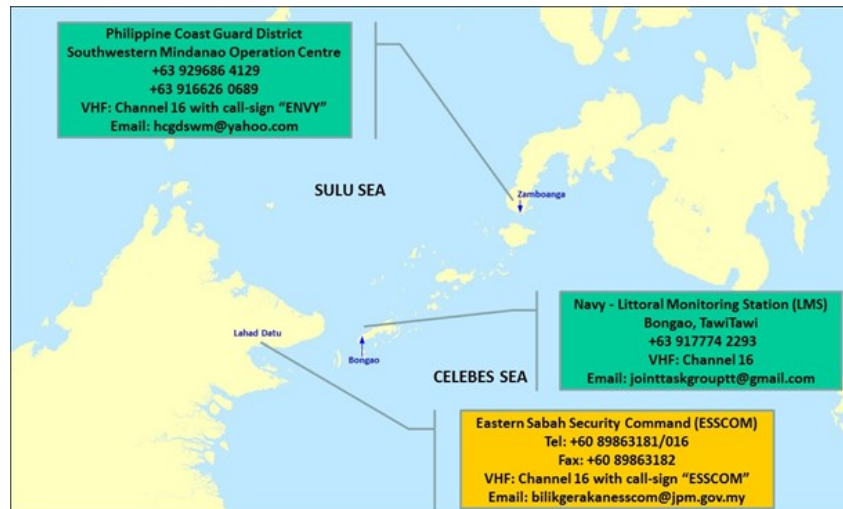 Philippine Coast Guard District
Southwestern Mindanao Operation Centre
+63 929686 4129
+63 916626 0689
VHF: Channel 16 with call-sign “ENVY”
Email: hcgdswm@yahoo.com
SULU SEA
Zamboanga
Navy - Littoral Monitoring Station (LMS)
Bongao, TawiTawi
+63 917774 2293
VHF: Channel 16
Email: jointtaskgrouptt@gmail.com
Lahad Datu
Bongao
CELEBES SEA
Eastern Sabah Security Command (ESSCOM)
Tel: +60 89863181/016
Fax: +60 89863182
VHF: Channel 16 with call-sign “ESSCOM”
Email: bilikgerakanesscom@jpm.gov.my